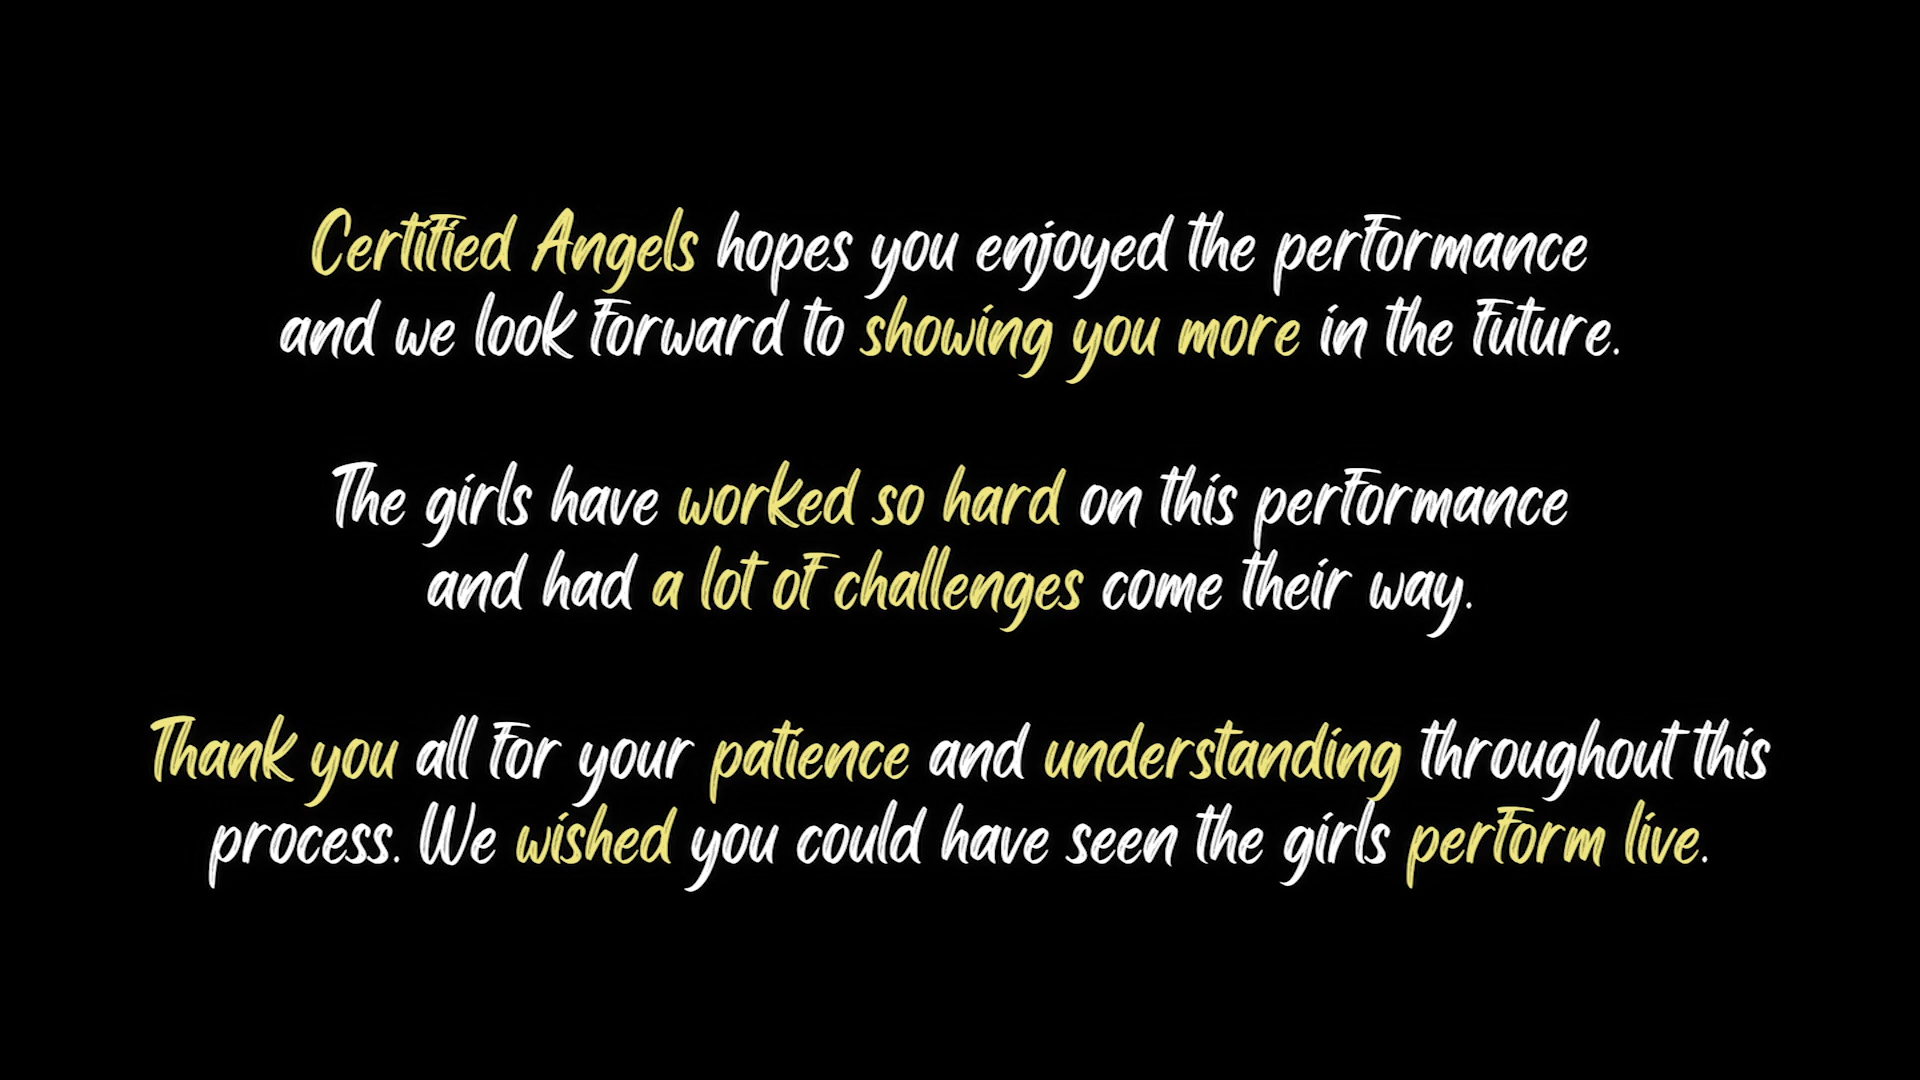 Certified Angels hopes you enjoyed the performance
and we look forward to showing you more in the future.
The girls have worked so hard on this performance
and had a lot of challenges come their way.
Thank you all for your patience and understanding throughout this
process. We wished you could have seen the girls perform live.